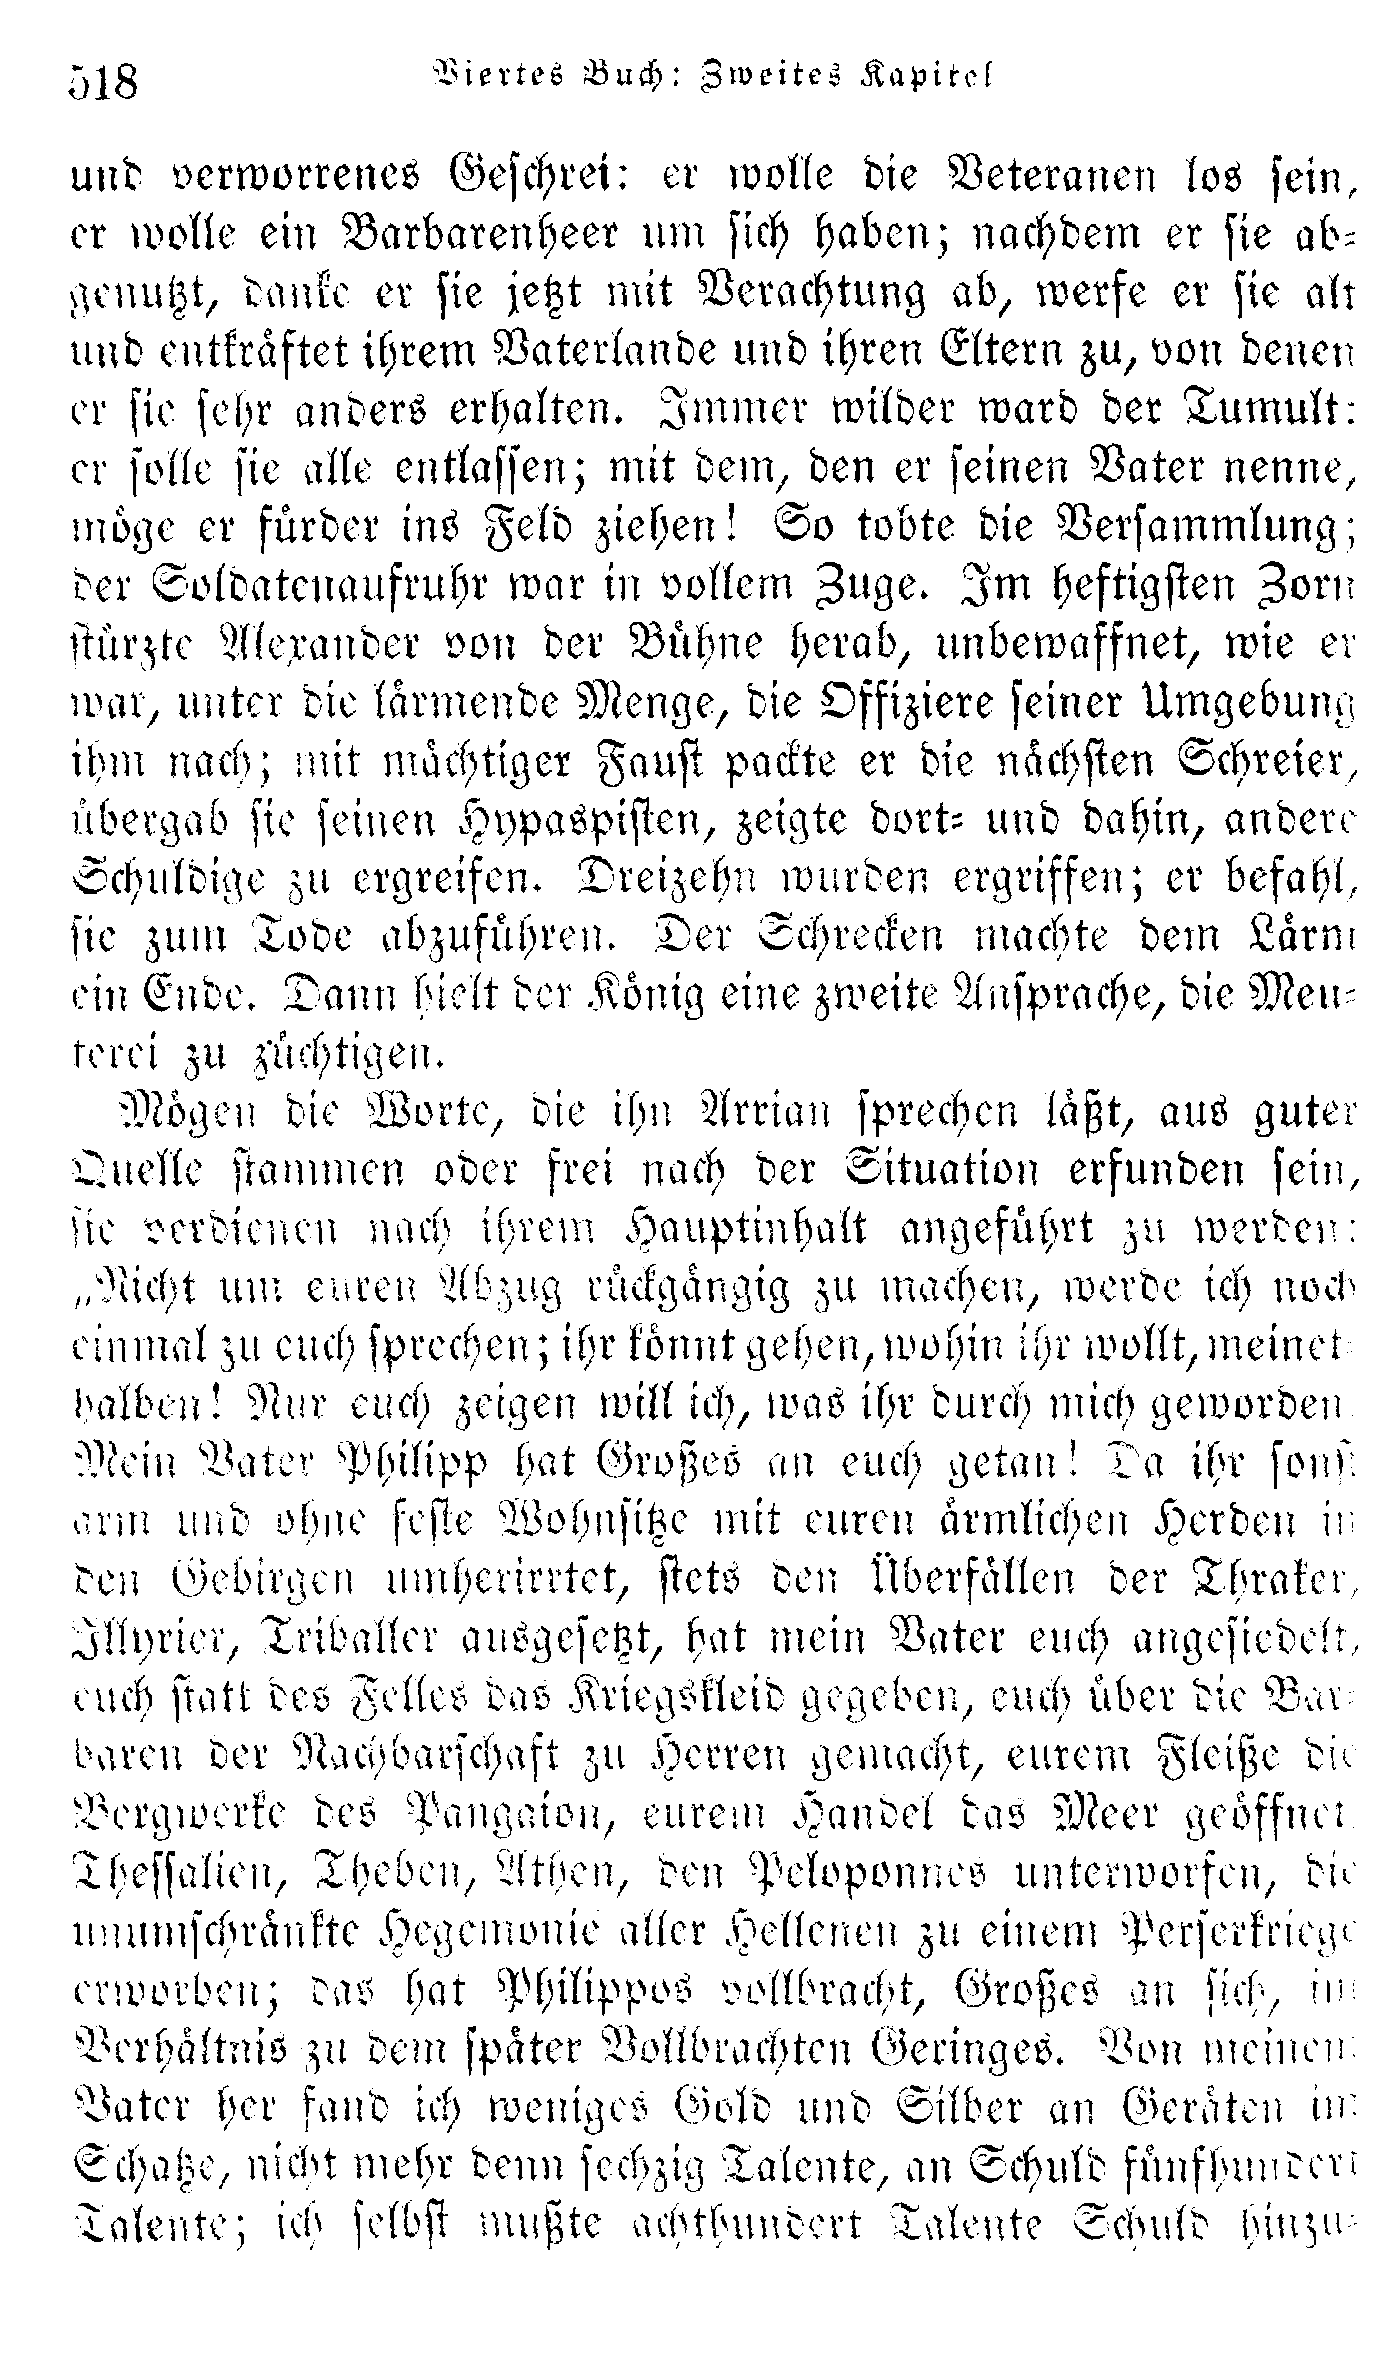 518
Viertes Buch: Zweites Kapitel
und verworrenes Geschrei: er wolle die Veteranen los sein,
er wolle ein Barbarenheer um sich haben; nachdem er sie ab-
genutzt, danke er sie jetzt mit Verachtung ab, werfe er sie alt
und entkräftet ihrem Vaterlande und ihren Eltern zu, von denen
er sie sehr anders erhalten. Immer wilder ward der Tumult:
er solle sie alle entlassen; mit dem, den er seinen Vater nenne,
möge er fürder ins Feld ziehen! So tobte die Versammlung;
der Soldatenaufruhr war in vollem Zuge. Im heftigsten Zorn
stürzte Alexander von der Bühne herab, unbewaffnet, wie er
war, unter die lärmende Menge, die Offiziere seiner Umgebung
ihm nach; mit mächtiger Faust packte er die nächsten Schreier,
übergab sie seinen Hypaspisten, zeigte dort- und dahin, andere
Schuldige zu ergreifen. Dreizehn wurden ergriffen; er befahl,
sie zum Tode abzuführen. Der Schrecken machte dem Lärm
ein Ende. Dann hielt der König eine zweite Ansprache, die Meu-
terei zu züchtigen.
Mögen die Worte, die ihn Arrian sprechen läßt, aus guter
Quelle stammen oder frei nach der Situation erfunden sein,
sie verdienen nach ihrem Hauptinhalt angeführt zu werden:
„Nicht um euren Abzug rückgängig zu machen, werde ich noch
einmal zu euch sprechen; ihr könnt gehen, wohin ihr wollt, meinet-
halben! Nur euch zeigen will ich, was ihr durch mich geworden.
Mein Vater Philipp hat Großes an euch getan! Da ihr sonst
arm und ohne feste Wohnsitze mit euren ärmlichen Herden in
den Gebirgen umherirrtet, stets den Überfällen der Thraker,
Illyrier, Triballer ausgesetzt, hat mein Vater euch angesiedelt,
euch statt des Felles das Kriegskleid gegeben, euch über die Bar-
baren der Nachbarschaft zu Herren gemacht, eurem Fleiße die
Bergwerke des Pangaion, eurem Handel das Meer geöffnet,
Thessalien, Theben, Athen, den Peloponnes unterworfen, die
unumschränkte Hegemonie aller Hellenen zu einem Perserkriege
erworben; das hat Philippos vollbracht, Großes an sich, im
Verhältnis zu dem später Vollbrachten Geringes. Von meinem
Vater her fand ich weniges Gold und Silber an Geräten im
Schatze, nicht mehr denn sechzig Talente, an Schuld fünfhundert
Talente; ich selbst mußte achthundert Talente Schuld hinzu-